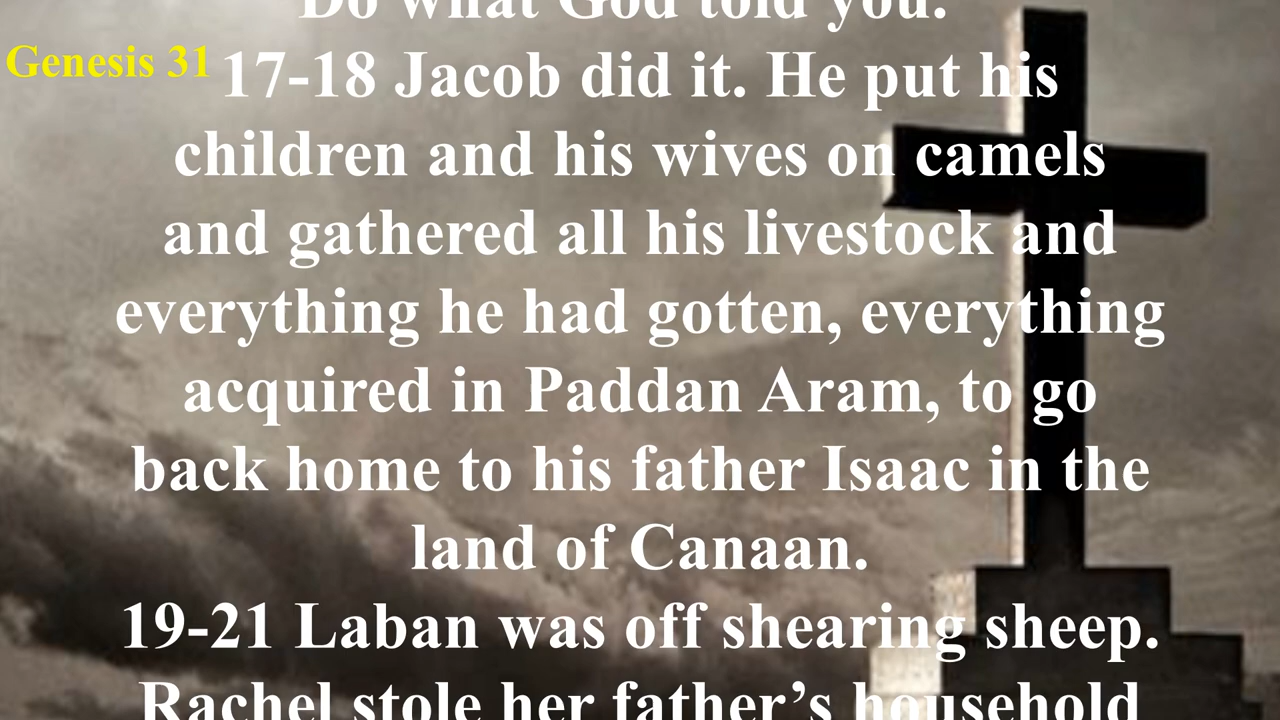 Do what God told you.
Genesis 31
17-18 Jacob did it. He put his
children and his wives on camels
and gathered all his livestock and
everything he had gotten, everything
acquired in Paddan Aram, to go
back home to his father Isaac in the
land of Canaan.
19-21 Laban was off shearing sheep.
Rachel stole her father’s household